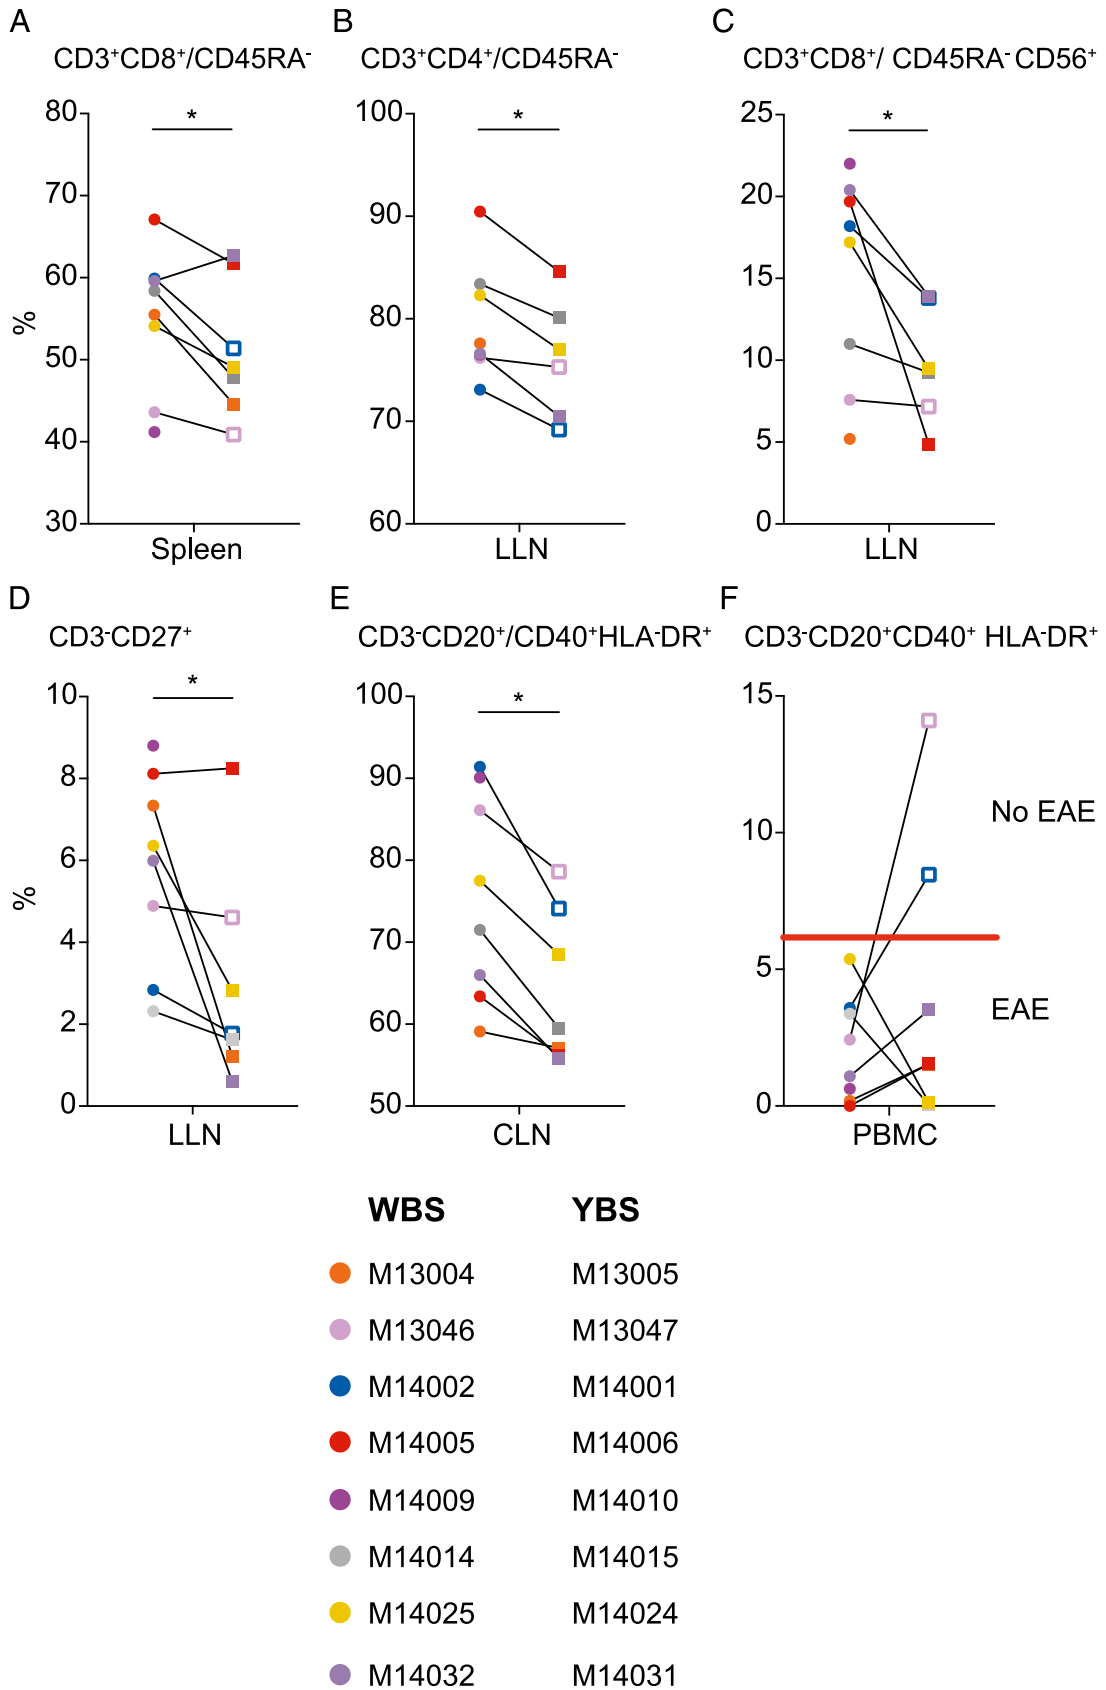 A B C
CD3⁺CD8⁺/CD45RA⁻ CD3⁺CD4⁺/CD45RA⁻ CD3⁺CD8⁺/ CD45RA⁻CD56⁺
80 100 25
* * *
70 20
90
60 15
% 80
50 10
70
40 5
30 60 0
Spleen LLN LLN
D E F
CD3⁻CD27⁺ CD3⁻CD20⁺/CD40⁺HLA⁻DR⁺ CD3⁻CD20⁺CD40⁺ HLA⁻DR⁺
10 100 15
* *
8 90
No EAE
10
6 80
%
4 70
5
EAE
2 60
0 50 0
LLN CLN PBMC
WBS YBS
M13004 M13005
M13046 M13047
M14002 M14001
M14005 M14006
M14009 M14010
M14014 M14015
M14025 M14024
M14032 M14031